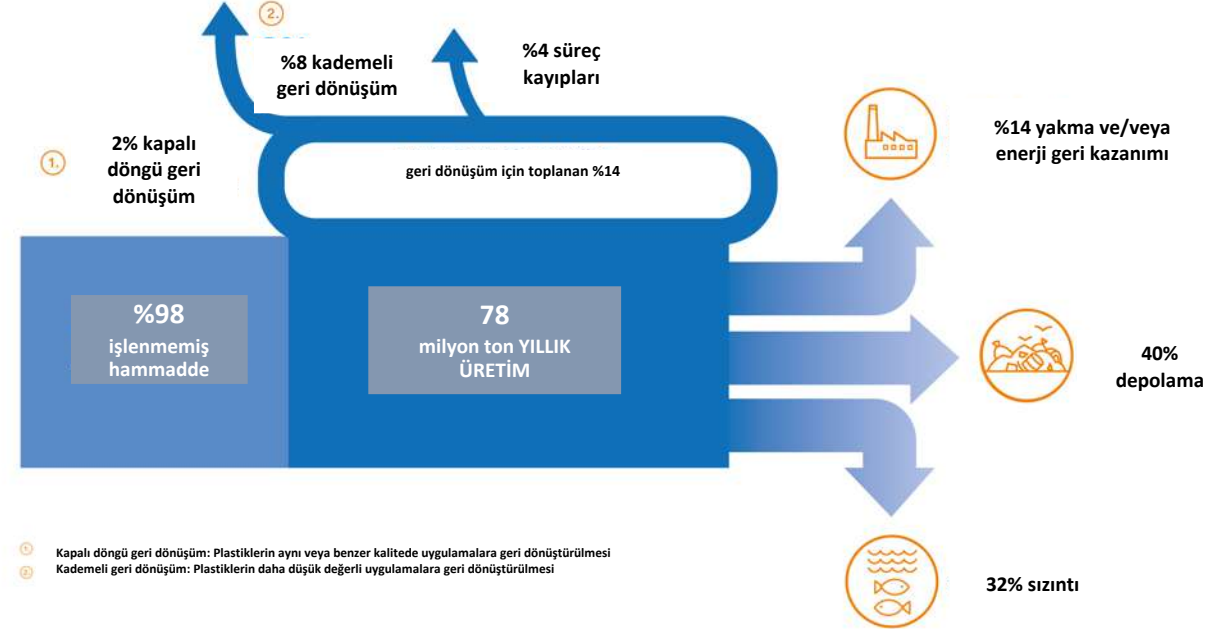 2.
%8 kademeli
geri dönüşüm
%4 süreç
kayıpları
1.
2% kapalı
döngü geri
dönüşüm
geri dönüşüm için toplanan %14
%14 yakma ve/veya
enerji geri kazanımı
%98
işlenmemiş
hammadde
78
milyon ton YILLIK
ÜRETİM
40%
depolama
32% sızıntı
1. Kapalı döngü geri dönüşüm: Plastiklerin aynı veya benzer kalitede uygulamalara geri dönüştürülmesi
2. Kademeli geri dönüşüm: Plastiklerin daha düşük değerli uygulamalara geri dönüştürülmesi